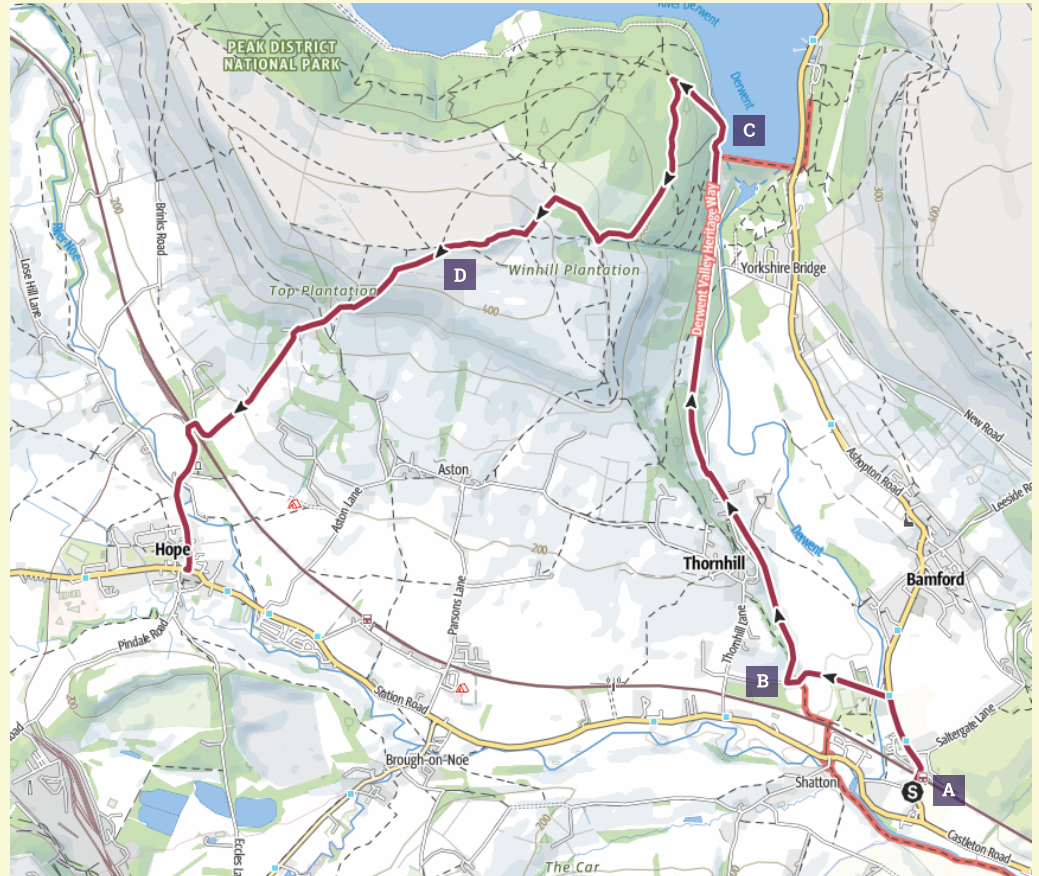 River Derwent
PEAK DISTRICT
NATIONAL PARK
Derwent
C
200
300
400
River Noe
Brinks Road
Lose Hill Lane
Derwent Valley Heritage Way
D
Winhill Plantation
Yorkshire Bridge
Top Plantation
400
New Road
Ashopton Road
Aston
Aston Lane
Leeside
Derwent
200
Hope
Thornhill
Bamford
Parsons Lane
Pindale Road
Thornhill Lane
B
200
Station Road
Saltergate Lane
Brough-on-Noe
Shatton
S
A
Castleton Road
200
Eccles
The Car